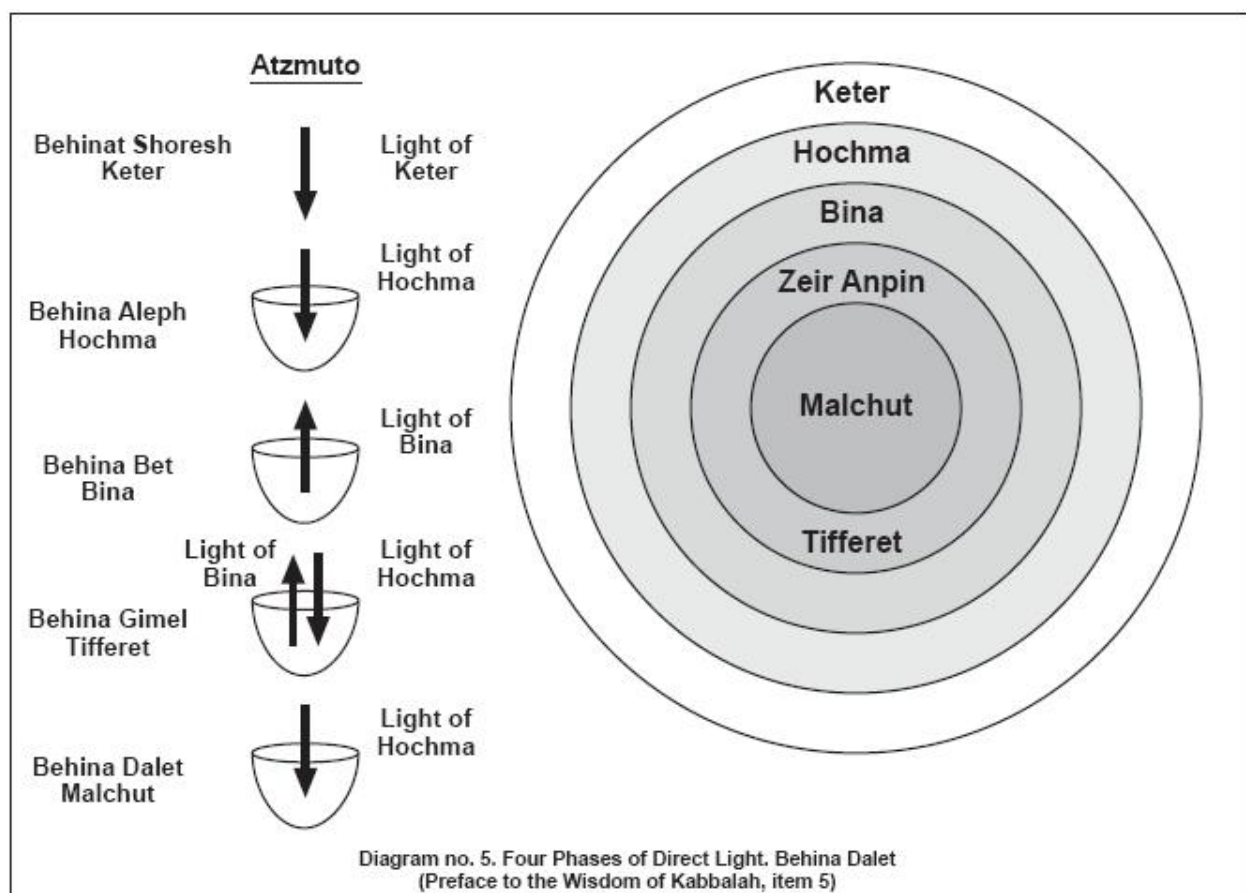 Atzmuto
Behinat Shoresh
Keter
Light of
Keter
Behina Aleph
Hochma
Light of
Hochma
Behina Bet
Bina
Light of
Bina
Light of
Bina
Light of
Hochma
Behina Gimel
Tifferet
Behina Dalet
Malchut
Light of
Hochma
Keter
Hochma
Bina
Zeir Anpin
Malchut
Tifferet
Diagram no. 5. Four Phases of Direct Light. Behina Dalet
(Preface to the Wisdom of Kabbalah, item 5)